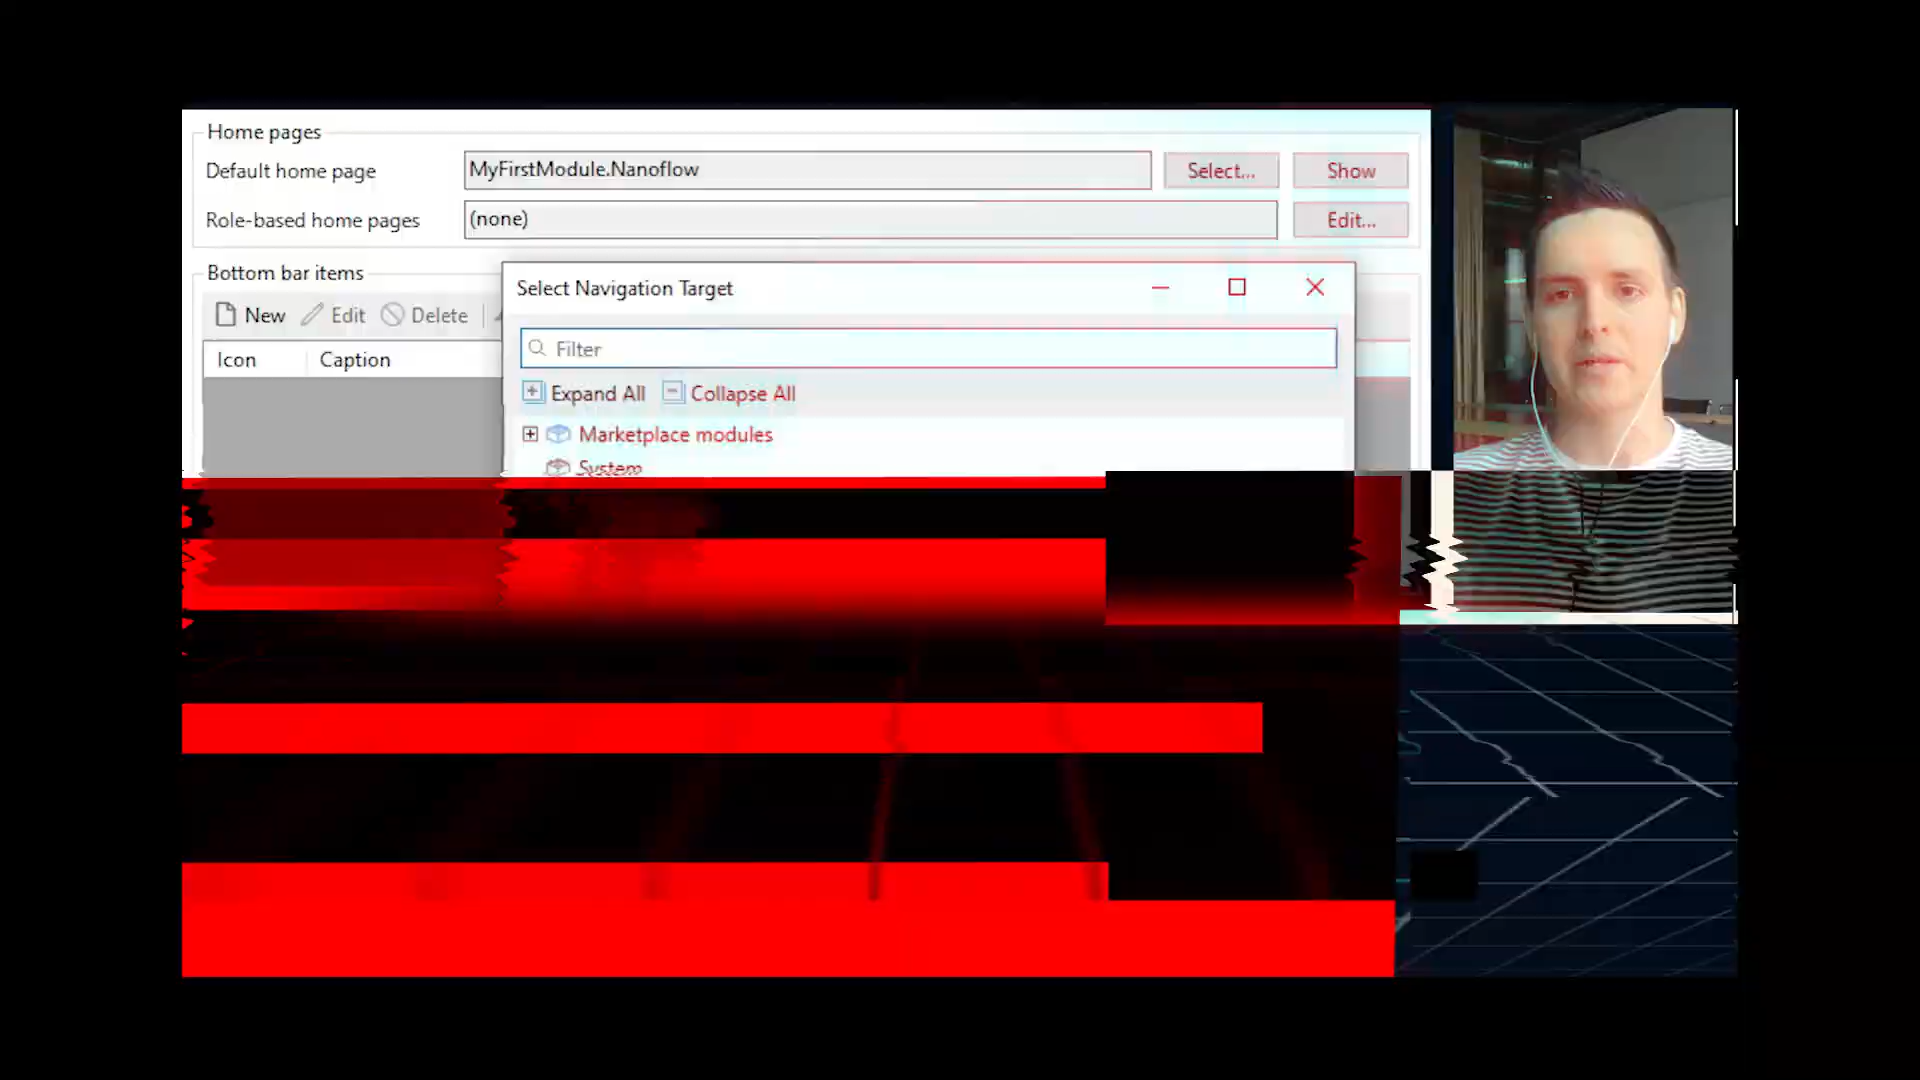 Home pages
Default home page MyFirstModule.Nanoflow Select... Show
Role-based home pages (none) Edit...
Bottom bar items
Select Navigation Target
New Edit Delete
Filter
Icon Caption
Expand All Collapse All
Marketplace modules
System